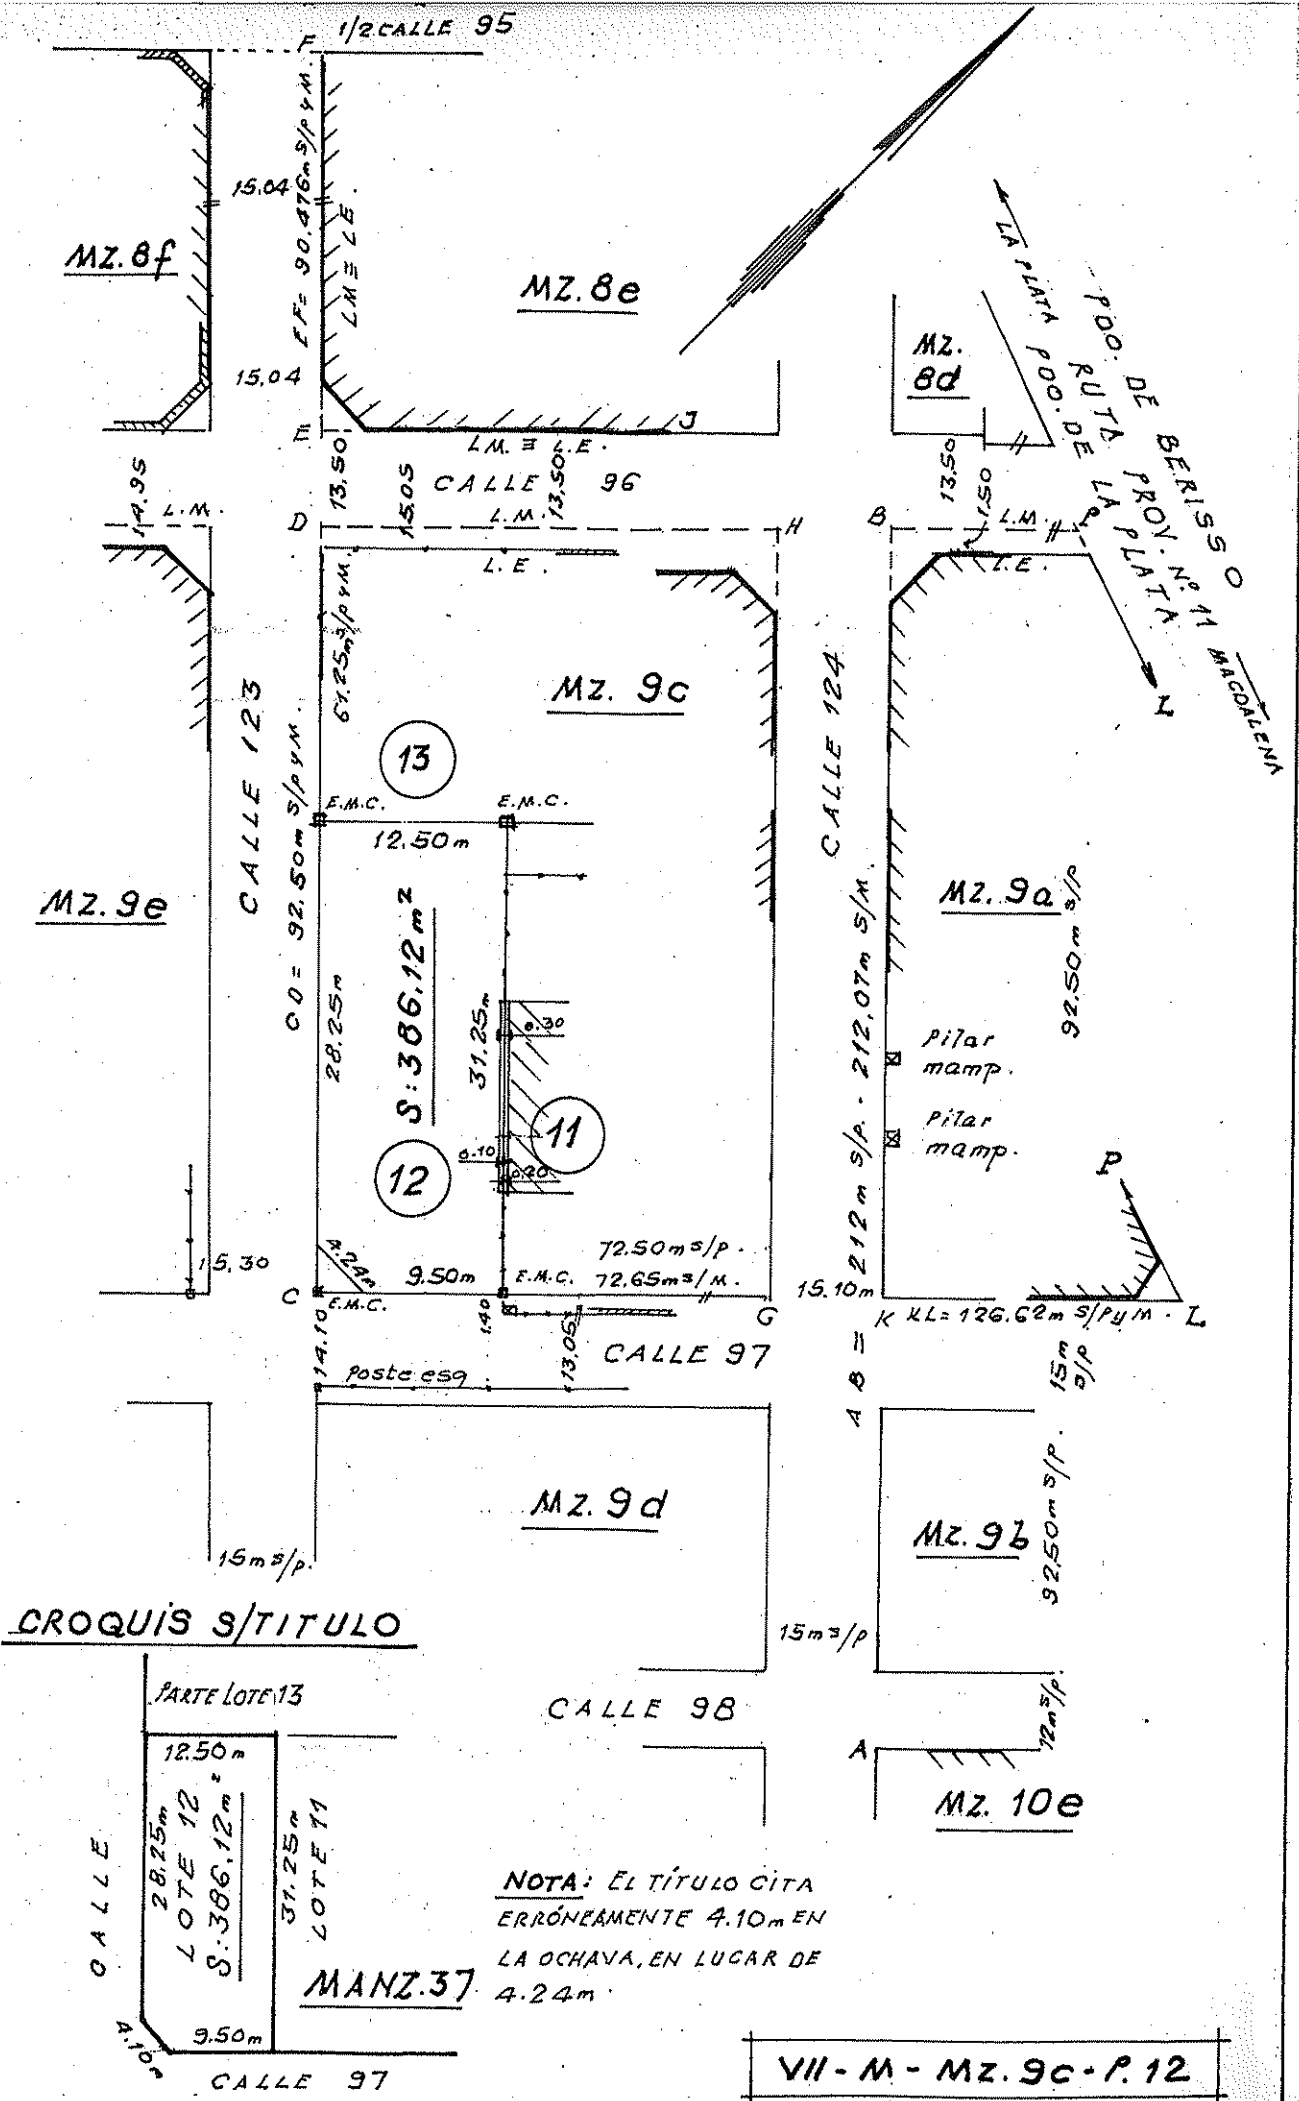 1/2 CALLE 95
F
15.04
EF= 90.476m S/P Y M.
LM ≡ LE.
MZ. 8f
MZ. 8e
MZ.
8d
LA PLATA
PDO. DE BERISSO
RUTA PROV. Nº 11
PDO. DE LA PLATA
MAGDALENA
15,04
E
J
L.M. ≡ L.E.
14.95
13.50
15.05
CALLE 96
13,50
13.50
1.50
L.M.
D
L.M.
H
B
L.M.
L.E.
L.E.
61.25m S/P Y M.
CALLE 123
CD = 92.50m S/P Y M.
MZ. 9c
CALLE 124
13
E.M.C.
E.M.C.
12.50m
MZ. 9e
MZ. 9a
92.50m S/P
28.25m
S: 386,12 m²
31.25m
0.30
11
0.10
0.20
12
Pilar
mamp.
Pilar
mamp.
P
AB = 212m S/P. - 212,07m S/M.
15,30
4.24m
9.50m
72.50m S/P.
E.M.C.
72.65m S/M.
15.10m
C
E.M.C.
G
K
KL= 126.62m S/P y M.
L
14.10
1.40
13,05
CALLE 97
Poste esq.
15m
S/P
MZ. 9d
MZ. 9b
92.50m S/P.
15m S/P.
15m S/P
CROQUIS S/TITULO
PARTE LOTE 13
12.50m
CALLE 98
12m S/P.
A
MZ. 10e
28.25m
LOTE 12
S: 386,12m²
31.25m
LOTE 11
CALLE
MANZ. 37
4.10m
9.50m
CALLE 97
NOTA: EL TÍTULO CITA
ERRÓNEAMENTE 4.10m EN
LA OCHAVA, EN LUGAR DE
4.24m.
VII - M - MZ. 9c - P. 12